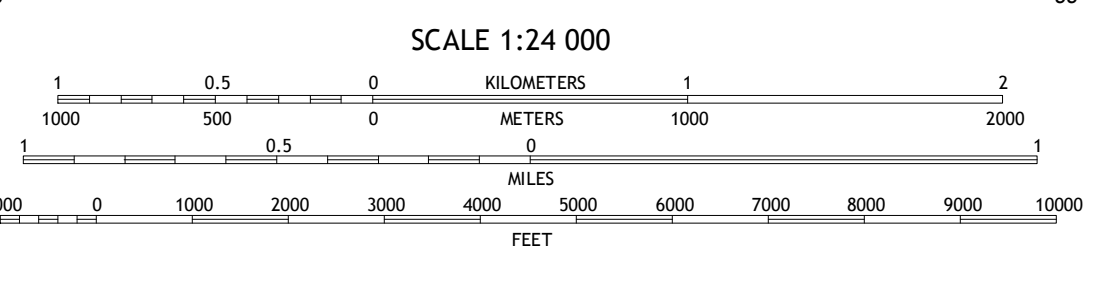 SCALE 1:24 000
1 0.5 0 KILOMETERS 1 2
1000 500 0 METERS 1000 2000
1 0.5 0 1
MILES
0 1000 2000 3000 4000 5000 6000 7000 8000 9000 10000
FEET